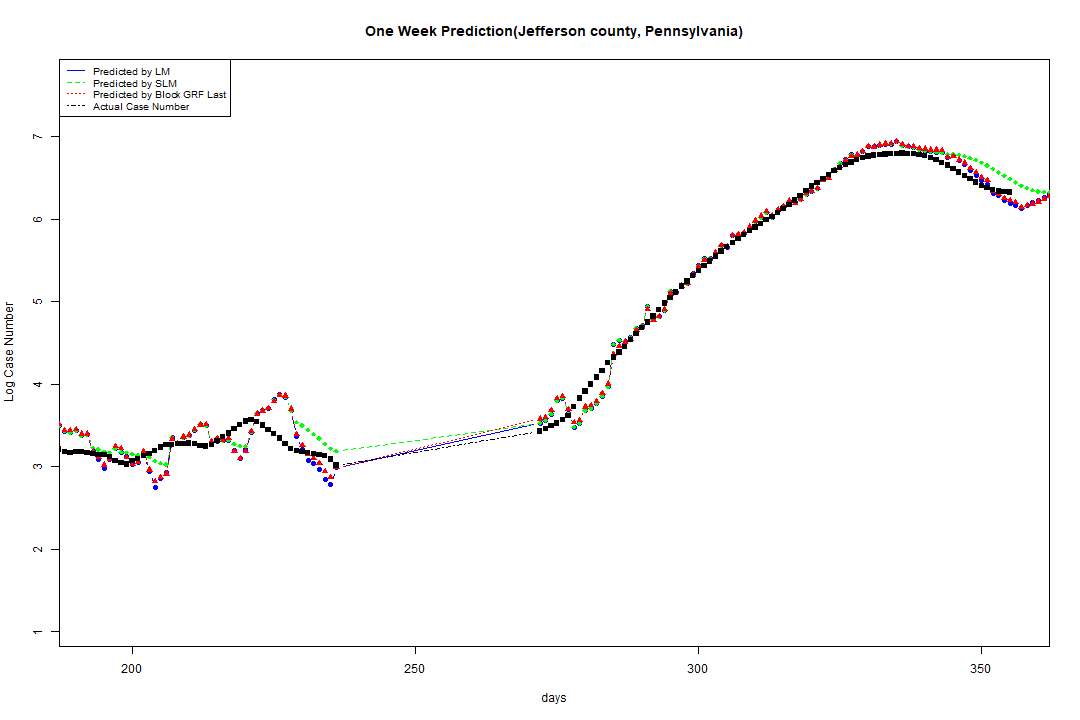 One Week Prediction(Jefferson county, Pennsylvania)
Predicted by LM
Predicted by SLM
Predicted by Block GRF Last
Actual Case Number
7
6
5
4
3
2
1
Log Case Number
200 250 300 350
days